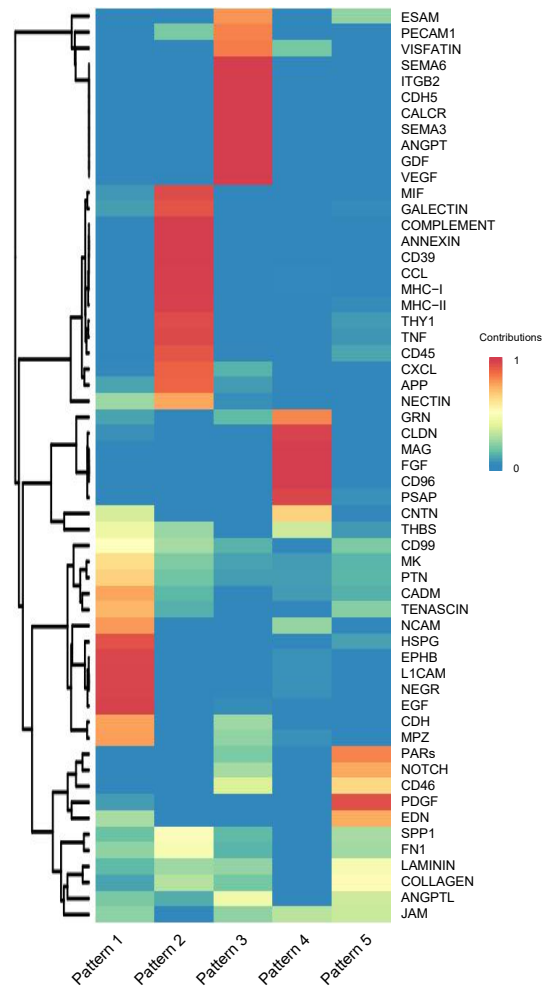 ESAM
PECAM1
VISFATIN
SEMA6
ITGB2
CDH5
CALCR
SEMA3
ANGPT
GDF
VEGF
MIF
GALECTIN
COMPLEMENT
ANNEXIN
CD39
CCL
MHC−I
MHC−II
THY1
TNF
CD45
CXCL
APP
NECTIN
GRN
CLDN
MAG
FGF
CD96
PSAP
CNTN
THBS
CD99
MK
PTN
CADM
TENASCIN
NCAM
HSPG
EPHB
L1CAM
NEGR
EGF
CDH
MPZ
PARs
NOTCH
CD46
PDGF
EDN
SPP1
FN1
LAMININ
COLLAGEN
ANGPTL
JAM
Contributions
1
0
Pattern 1
Pattern 2
Pattern 3
Pattern 4
Pattern 5